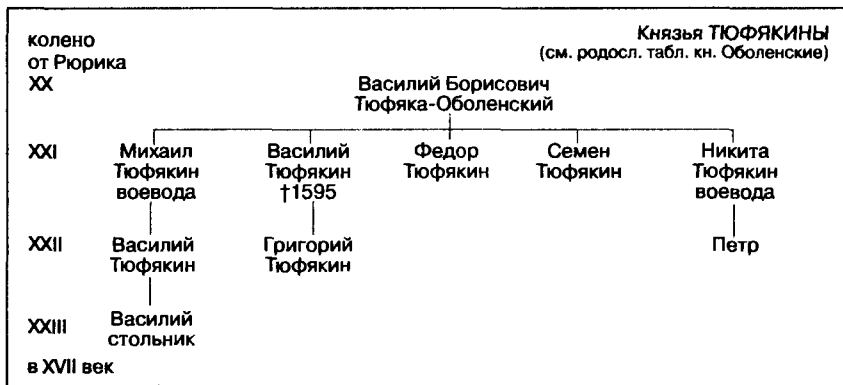 колено
от Рюрика
Князья ТЮФЯКИНЫ
(см. родосл. табл. кн. Оболенские)
XX
Василий Борисович
Тюфяка-Оболенский
XXI
Михаил
Тюфякин
воевода
Василий
Тюфякин
†1595
Федор
Тюфякин
Семен
Тюфякин
Никита
Тюфякин
воевода
XXII
Василий
Тюфякин
Григорий
Тюфякин
Петр
XXIII
Василий
стольник
в XVII век